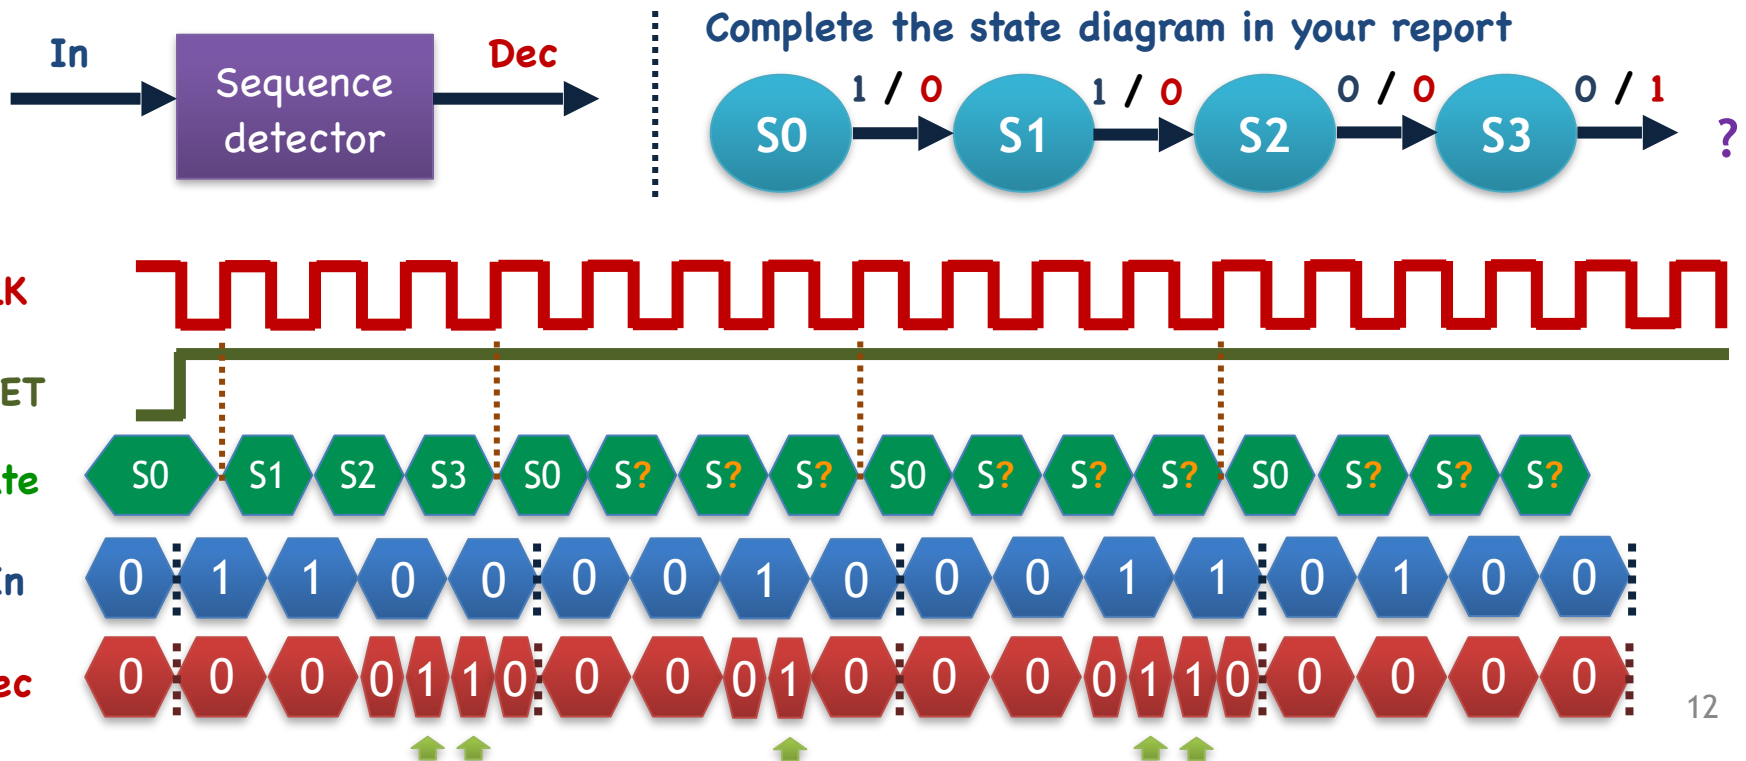 Complete the state diagram in your report
In
Sequence
detector
Dec
S0 1 / 0 S1 1 / 0 S2 0 / 0 S3 0 / 1 ?
LK
ET
S0 S1 S2 S3 S0 S? S? S? S0 S? S? S? S0 S? S? S?
te
0 1 1 0 0 0 0 1 0 0 0 1 1 0 1 0 0
In
0 0 0 0 1 1 0 0 0 0 1 0 0 0 0 1 1 0 0 0 0 0
ec
12